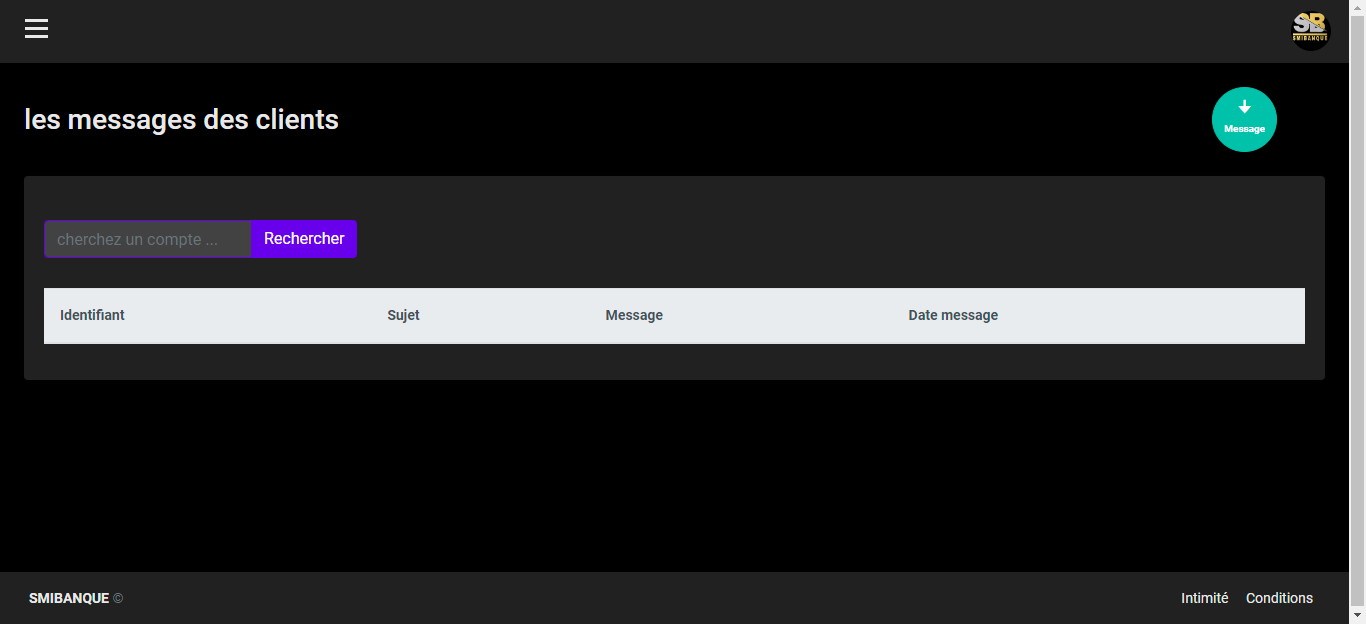 SB
SMIBANQUE
les messages des clients
Message
cherchez un compte ...
Rechercher
Identifiant Sujet Message Date message
SMIBANQUE © Intimité Conditions